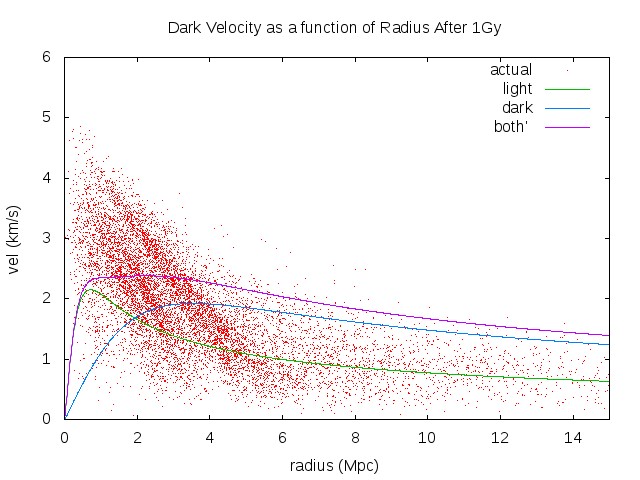 Dark Velocity as a function of Radius After 1Gy
actual
light
dark
both'
6
5
4
3
2
1
0
vel (km/s)
0 2 4 6 8 10 12 14
radius (Mpc)